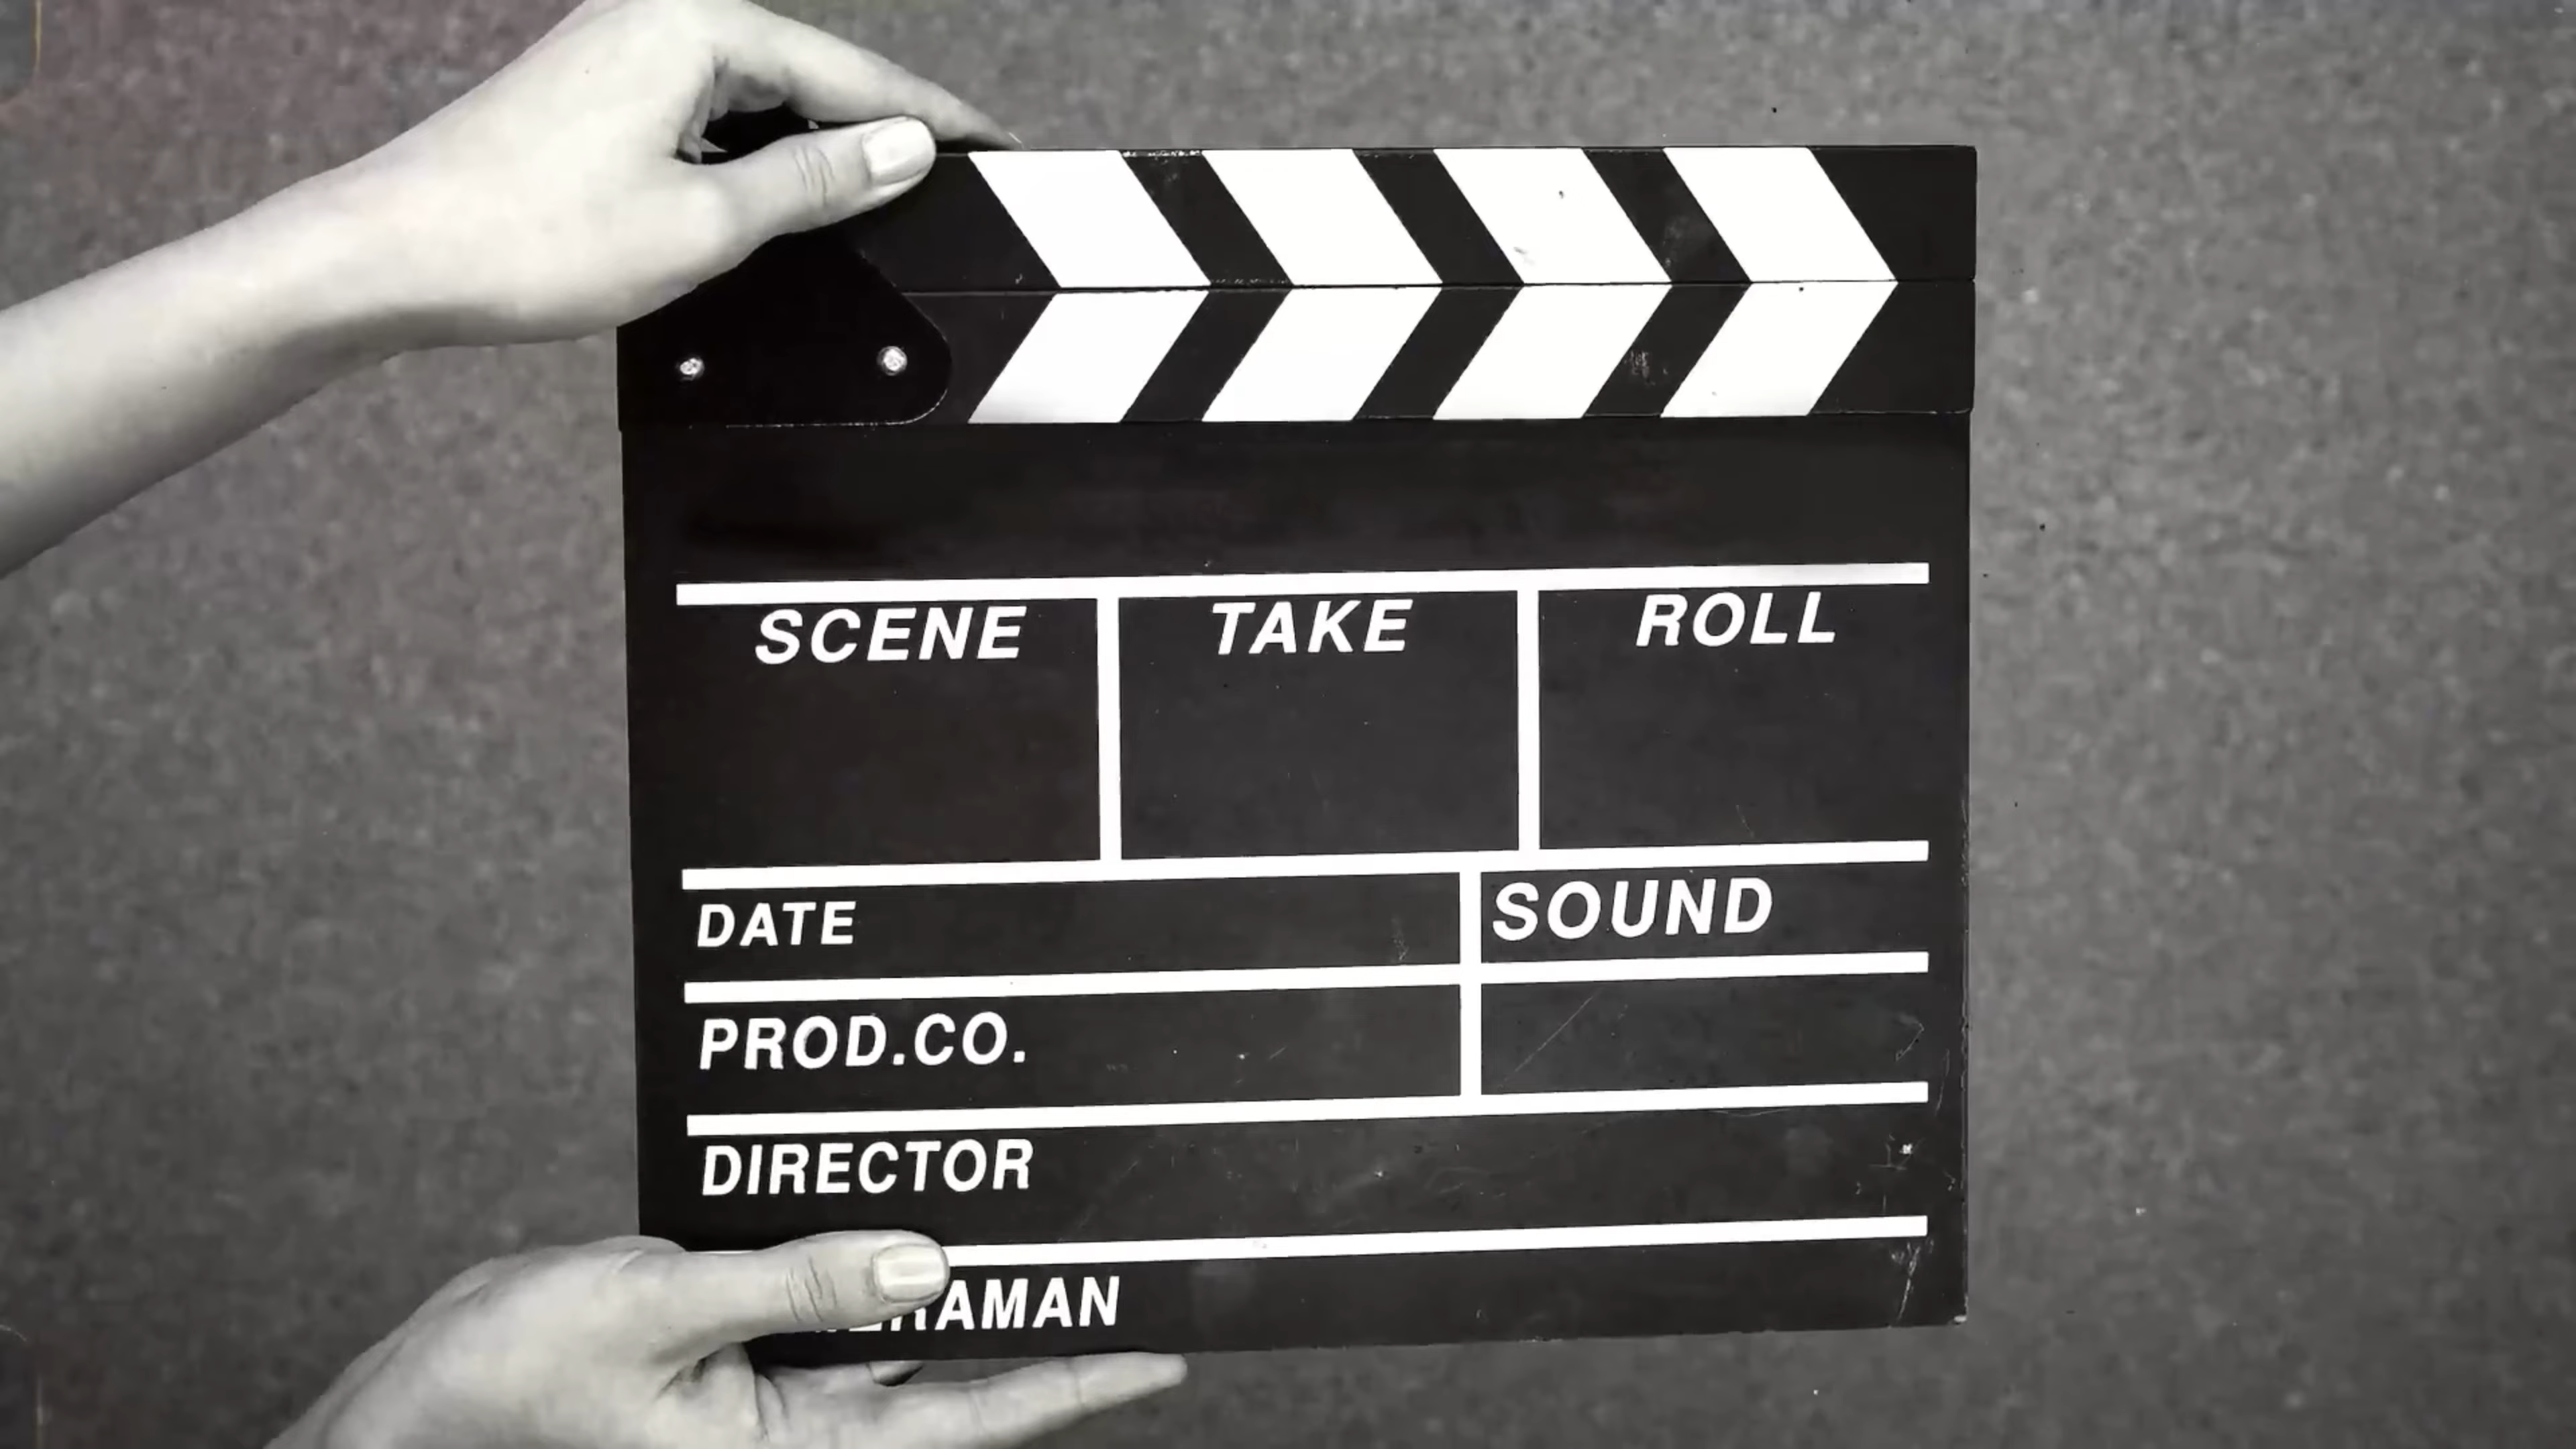 SCENE TAKE ROLL
DATE SOUND
PROD.CO.
DIRECTOR